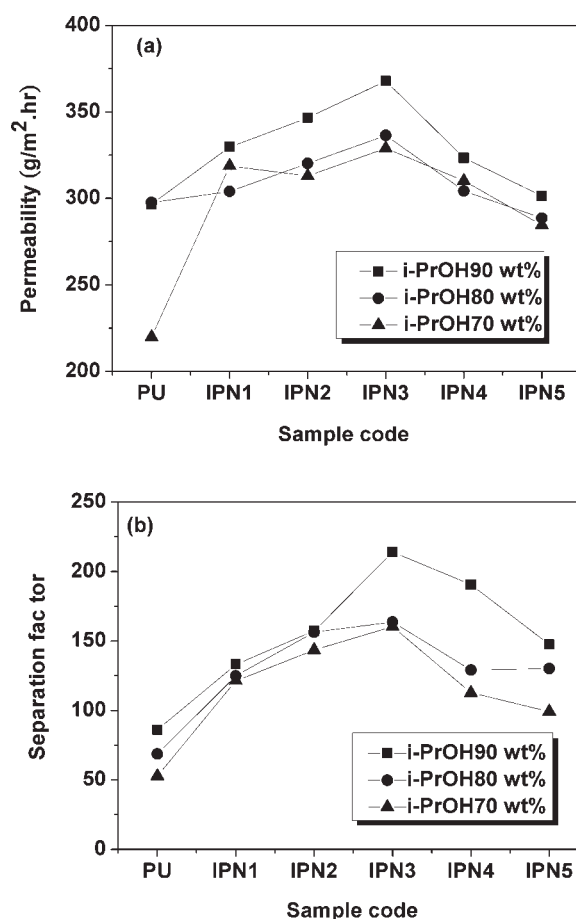 (a)
Permeability (g/m².hr)
400
350
300
250
200
i-PrOH90 wt%
i-PrOH80 wt%
i-PrOH70 wt%
PU IPN1 IPN2 IPN3 IPN4 IPN5
Sample code
(b)
Separation fac tor
250
200
150
100
50
0
i-PrOH90 wt%
i-PrOH80 wt%
i-PrOH70 wt%
PU IPN1 IPN2 IPN3 IPN4 IPN5
Sample code